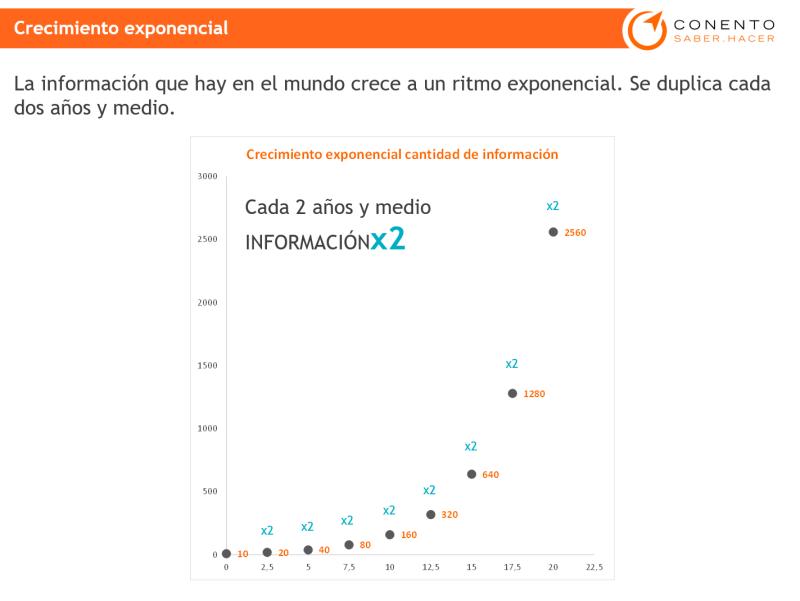 Crecimiento exponencial
CONENTO
SABER.HACER
La información que hay en el mundo crece a un ritmo exponencial. Se duplica cada
dos años y medio.
Crecimiento exponencial cantidad de información
3000
Cada 2 años y medio
x2
INFORMACIÓNx2
2560
2500
2000
x2
1500
1280
1000
x2
640
x2
500
x2
320
x2
x2
x2
160
80
40
20
10
0
0
2,5
5
7,5
10
12,5
15
17,5
20
22,5